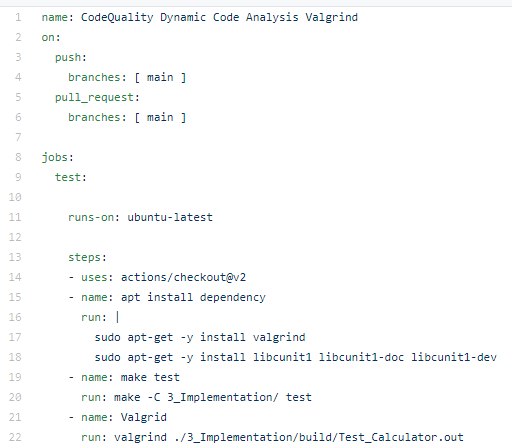 1 name: CodeQuality Dynamic Code Analysis Valgrind
2 on:
3   push:
4     branches: [ main ]
5   pull_request:
6     branches: [ main ]
7
8 jobs:
9   test:
10
11     runs-on: ubuntu-latest
12
13     steps:
14     - uses: actions/checkout@v2
15     - name: apt install dependency
16       run: |
17         sudo apt-get -y install valgrind
18         sudo apt-get -y install libcunit1 libcunit1-doc libcunit1-dev
19     - name: make test
20       run: make -C 3_Implementation/ test
21     - name: Valgrid
22       run: valgrind ./3_Implementation/build/Test_Calculator.out